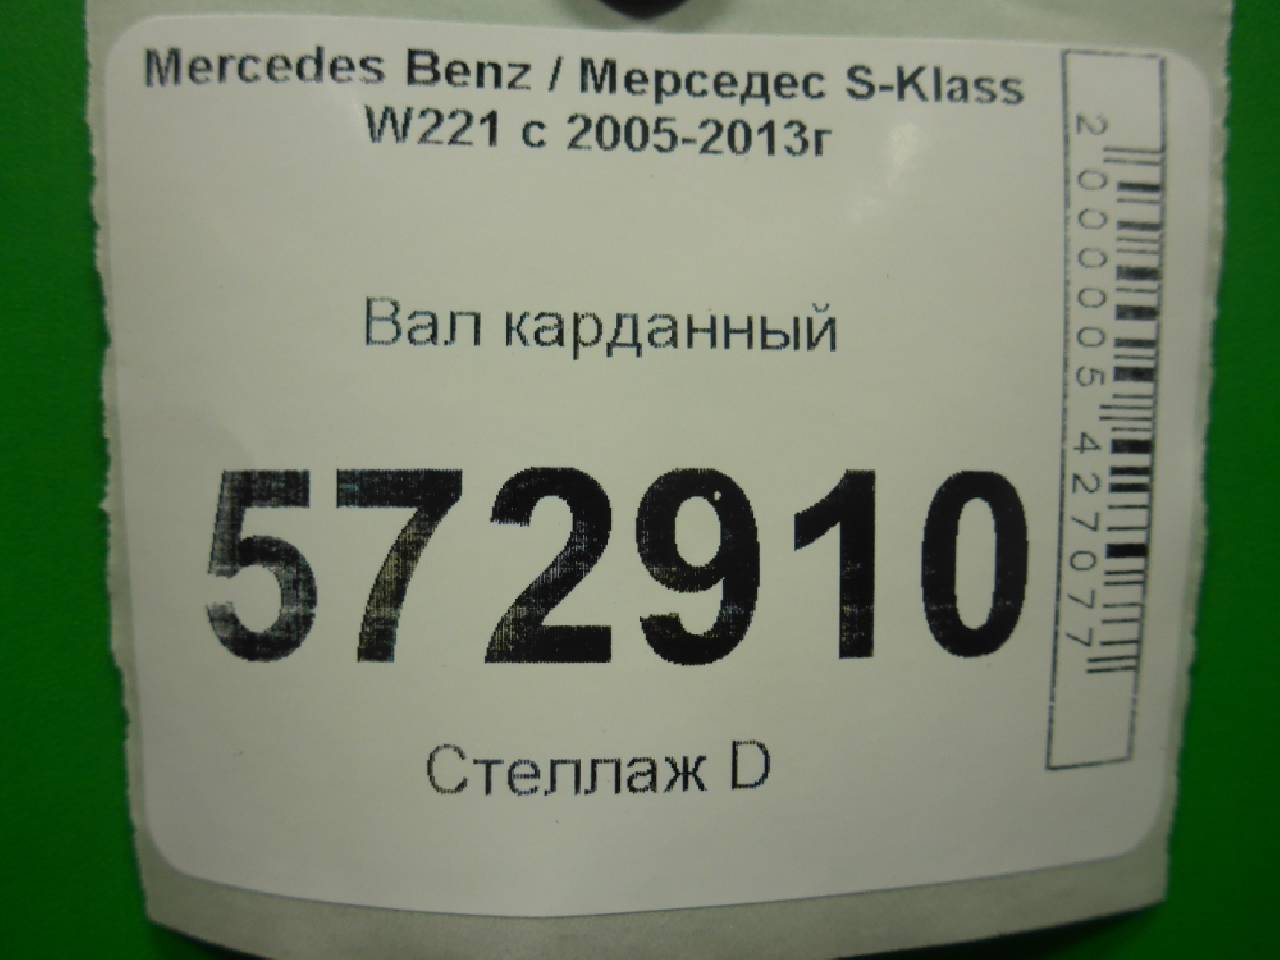 Mercedes Benz / Мерседес S-Klass
W221 с 2005-2013г
Вал карданный
572910
Стеллаж D
2000005427077